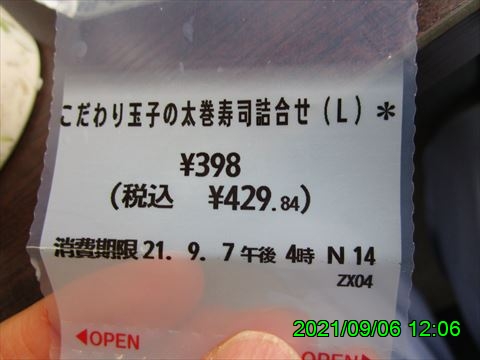 こだわり玉子の太巻寿司詰合せ(L)*
¥398
(税込 ¥429.84)
消費期限 21. 9. 7 午後 4時 N 14
ZX04
◀OPEN
OPEN
2021/09/06 12:06